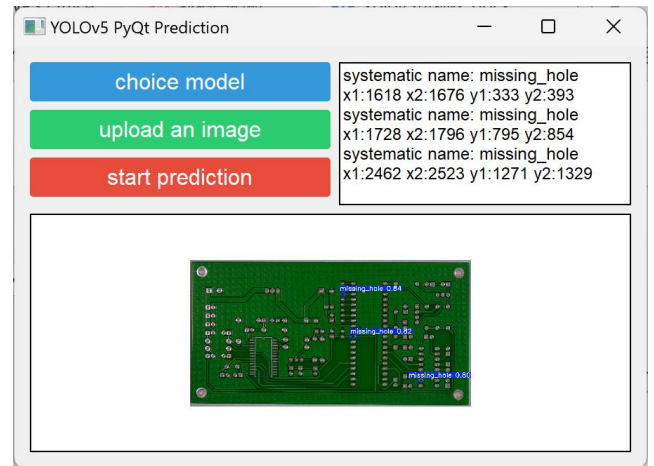 YOLOv5 PyQt Prediction
choice model
upload an image
start prediction
systematic name: missing_hole
x1:1618 x2:1676 y1:333 y2:393
systematic name: missing_hole
x1:1728 x2:1796 y1:795 y2:854
systematic name: missing_hole
x1:2462 x2:2523 y1:1271 y2:1329
missing_hole 0.84
missing_hole 0.82
missing_hole 0.80